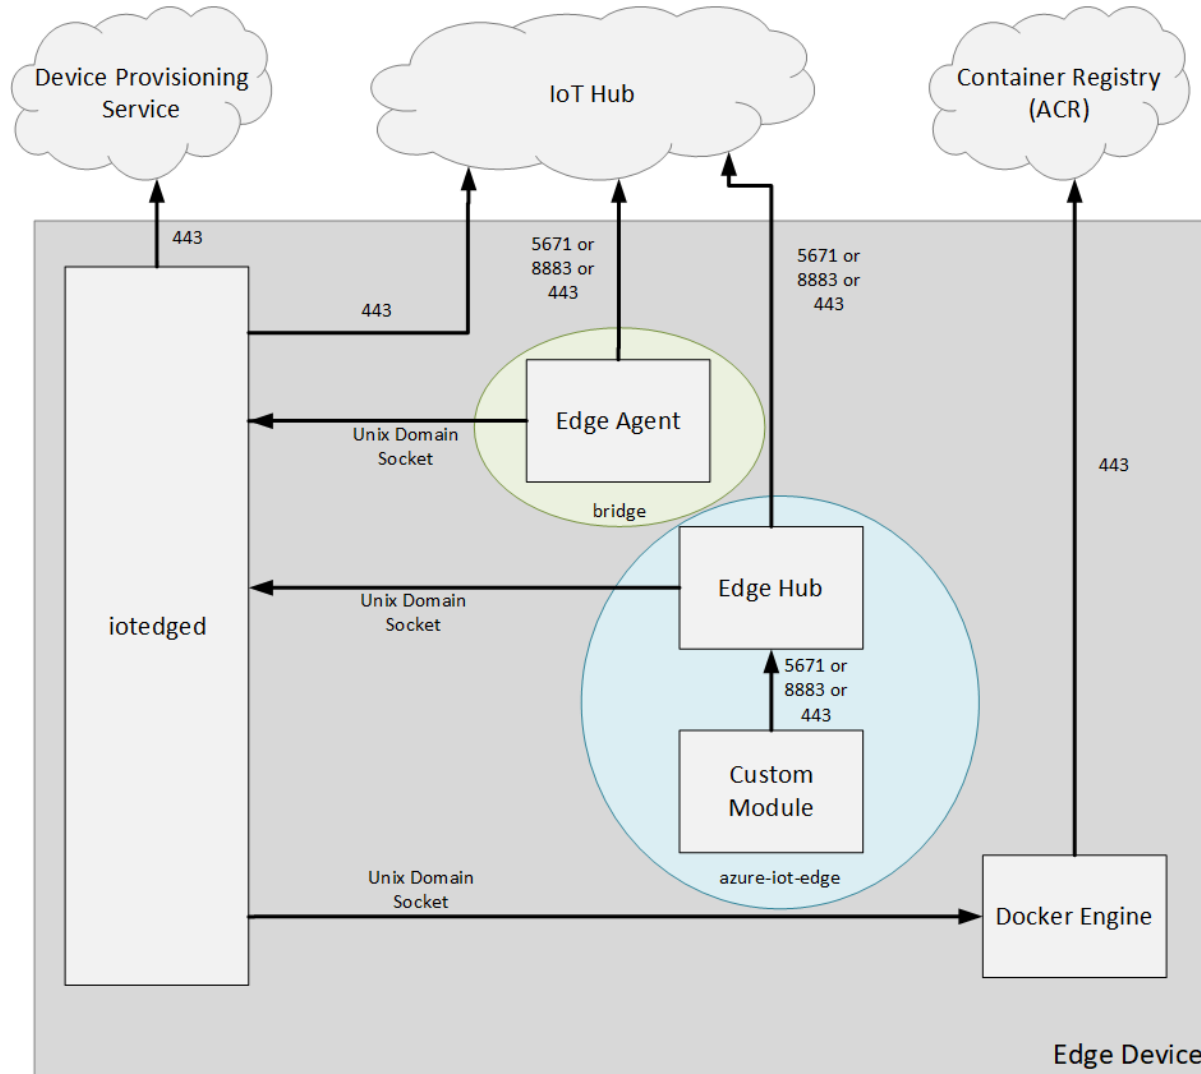 Device Provisioning
Service
IoT Hub
Container Registry
(ACR)
443
5671 or
8883 or
443
5671 or
8883 or
443
443
Edge Agent
Unix Domain
Socket
443
bridge
Edge Hub
Unix Domain
Socket
iotedged
5671 or
8883 or
443
Custom
Module
azure-iot-edge
Unix Domain
Socket
Docker Engine
Edge Device